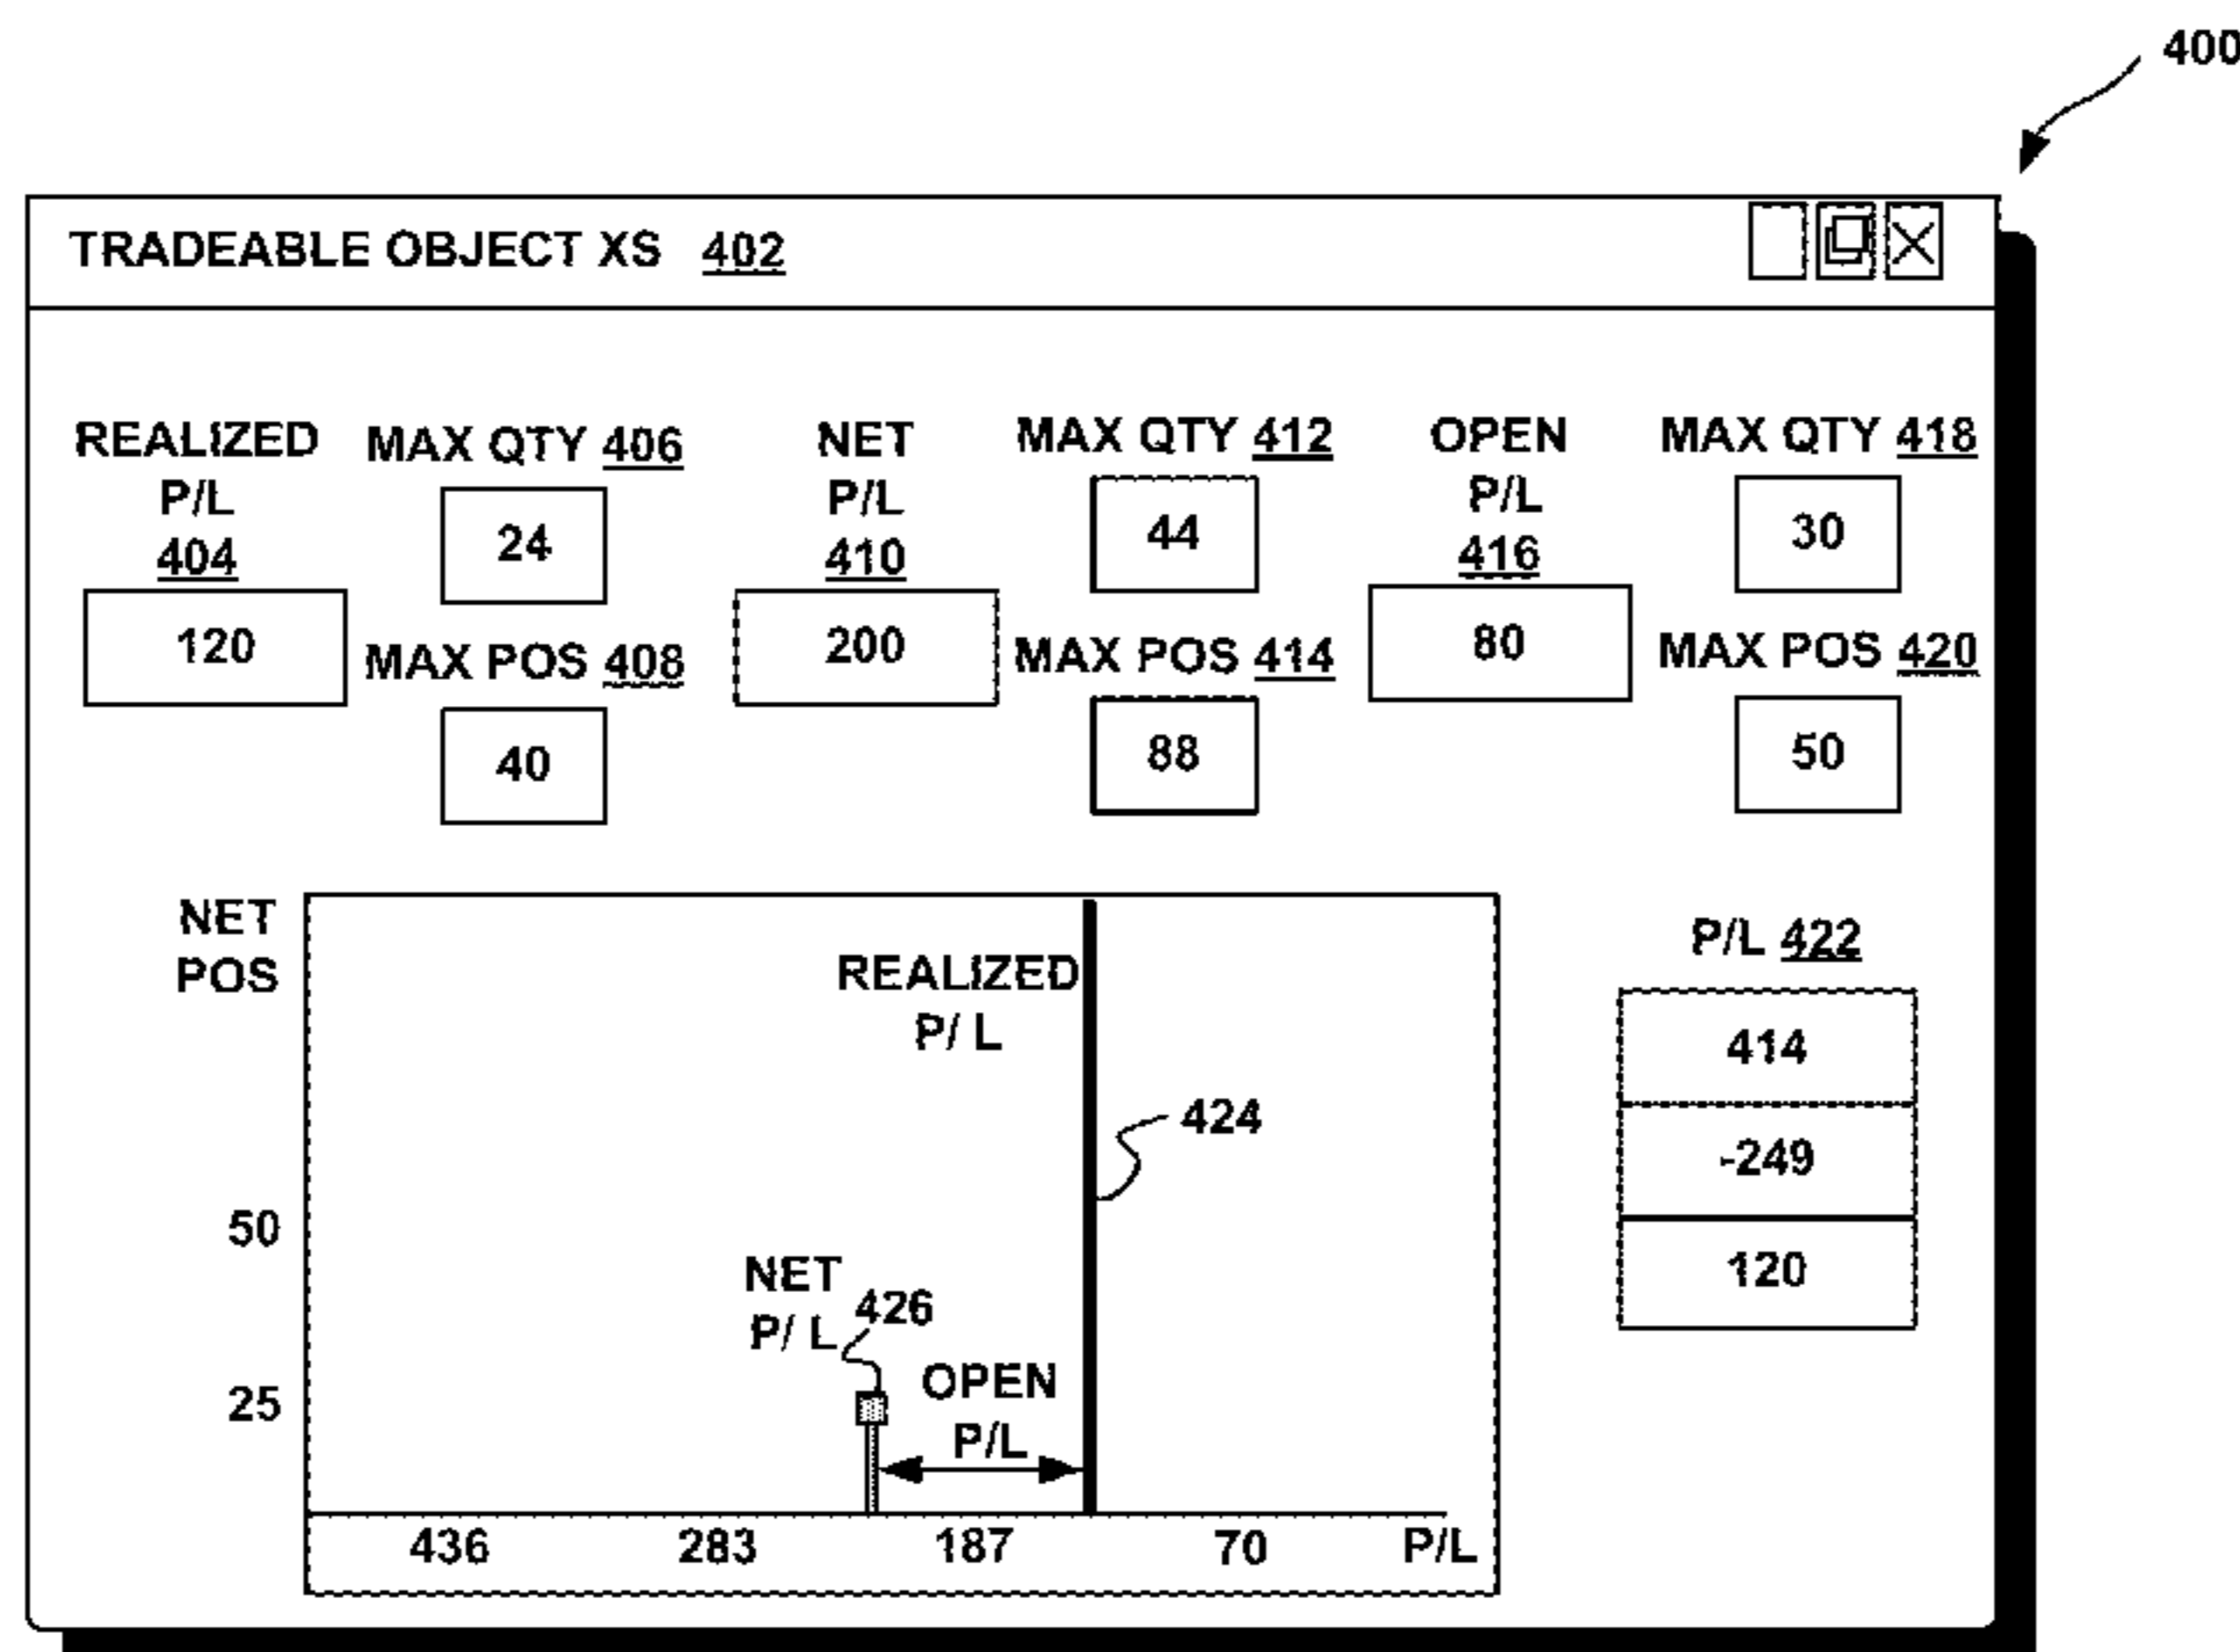 400
TRADEABLE OBJECT XS 402
REALIZED
P/L
404
120
MAX QTY 406
24
MAX POS 408
40
NET
P/L
410
200
MAX QTY 412
44
MAX POS 414
88
OPEN
P/L
416
80
MAX QTY 418
30
MAX POS 420
50
NET
POS
50
25
REALIZED
P/ L
424
NET
P/ L
426
OPEN
P/L
436 283 187 70 P/L
P/L 422
414
-249
120